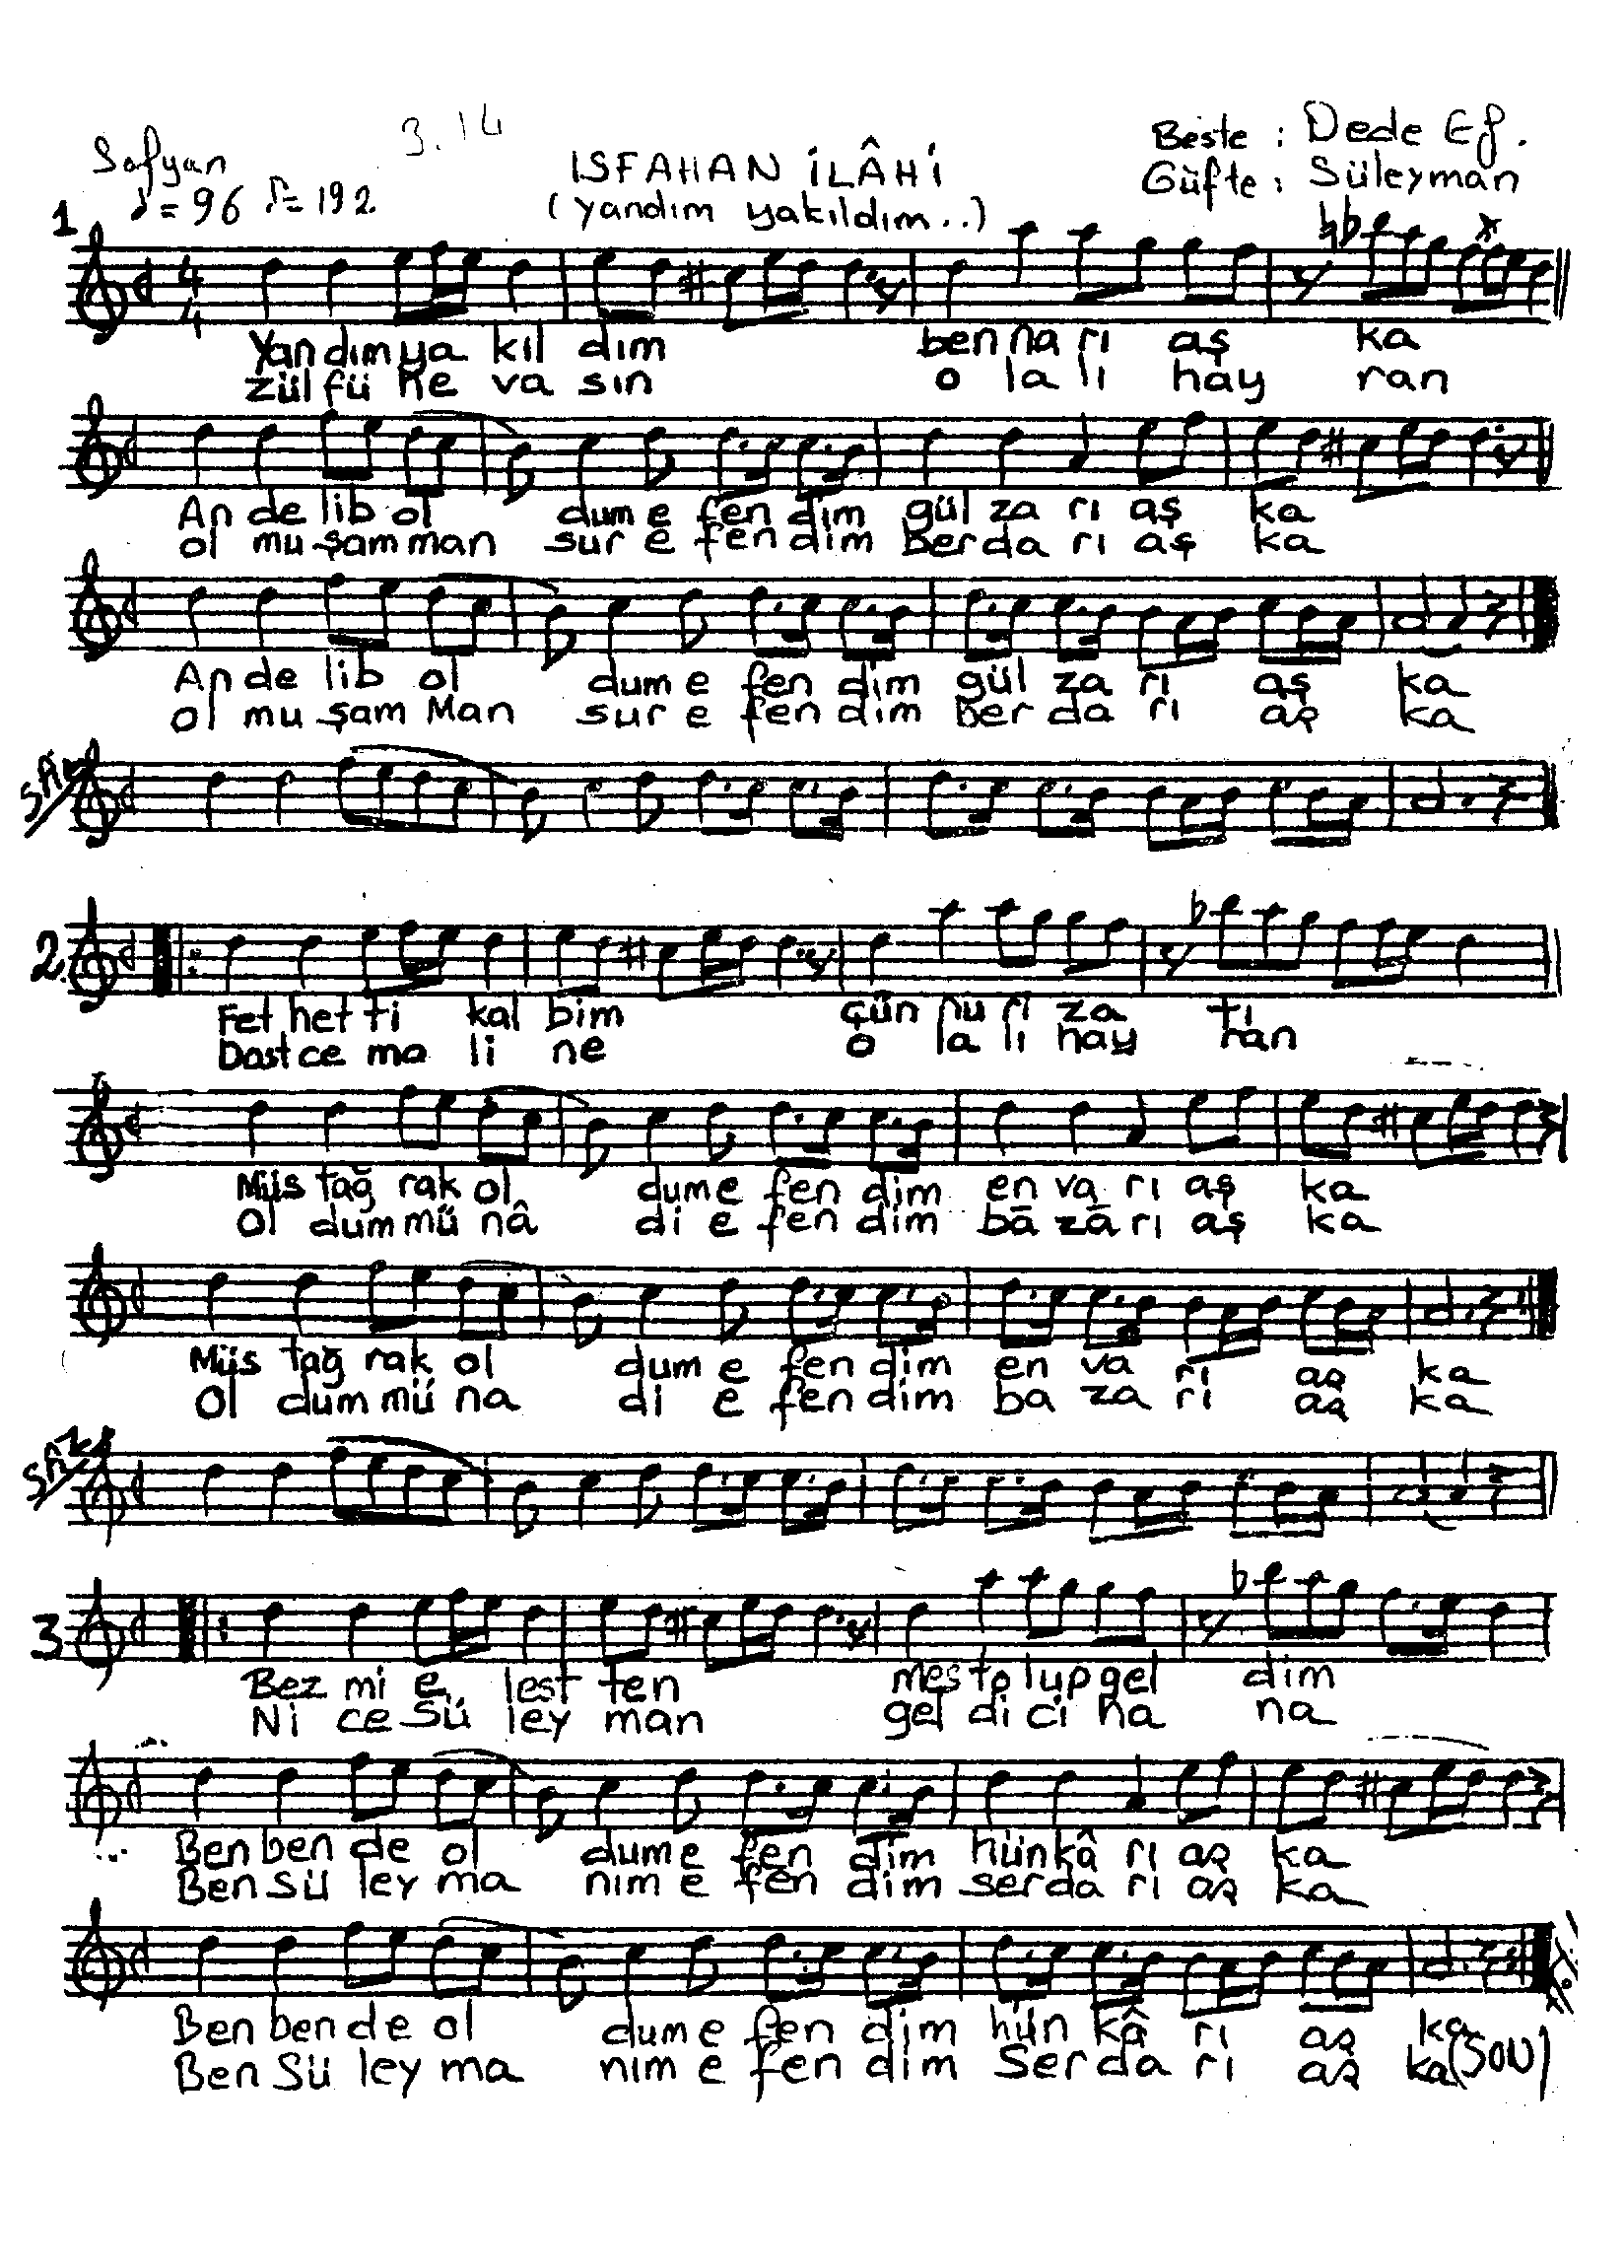 Sofyan
3.14
ISFAHAN İLÂHİ
Beste : Dede Ef.
= 96 = 192
(yandım yakıldım..)
Güfte : Süleyman
1
4
4
Yan dım ya kıl dım ben na rı aş ka
zül fü ne va sın o la lı hay ran
An de lib ol dum e fen dim gül za rı aş ka
ol mu şam man sur e fen dim ber da rı aş ka
An de lib ol dum e fen dim gül za rı aş ka
ol mu şam Man sur e fen dim Ber da rı aş ka
SAZ
2.
Fet het ti kal bim çün nu ri za tı
Dost ce ma li ne o la lı hay ran
Müs tağ rak ol dum e fen dim en va rı aş ka
Ol dum mü nâ di e fen dim bā zā rı aş ka
Müs tağ rak ol dum e fen dim en va rı aş ka
Ol dum mü na di e fen dim ba za rı aş ka
SAZ
3
Bez mi e lest ten mest o lup gel dim
Ni ce Sü ley man gel di ci ha na
Ben ben de ol dum e fen dim hün kâ rı aş ka
Ben Sü ley ma nım e fen dim ser da rı aş ka
Ben ben de ol dum e fen dim hün kâ rı aş ka
Ben Sü ley ma nım e fen dim Ser da rı aş ka (SON)